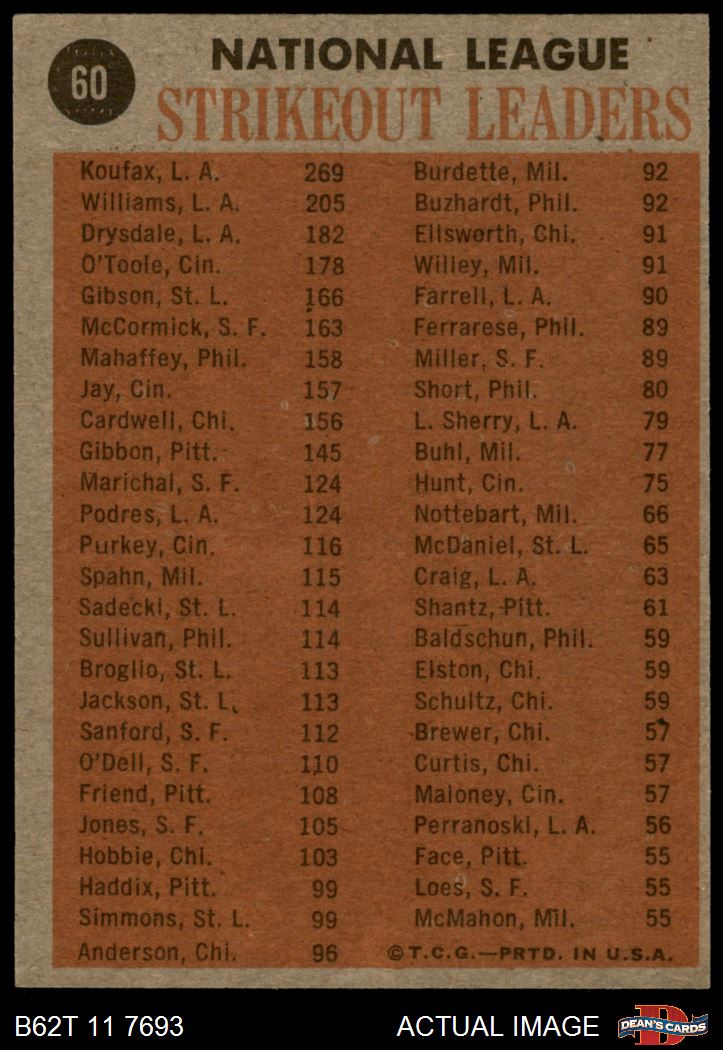 60
NATIONAL LEAGUE
STRIKEOUT LEADERS
Koufax, L. A. 269
Williams, L. A. 205
Drysdale, L. A. 182
O'Toole, Cin. 178
Gibson, St. L. 166
McCormick, S. F. 163
Mahaffey, Phil. 158
Jay, Cin. 157
Cardwell, Chi. 156
Gibbon, Pitt. 145
Marichal, S. F. 124
Podres, L. A. 124
Purkey, Cin. 116
Spahn, Mil. 115
Sadecki, St. L. 114
Sullivan, Phil. 114
Broglio, St. L. 113
Jackson, St. L. 113
Sanford, S. F. 112
O'Dell, S. F. 110
Friend, Pitt. 108
Jones, S. F. 105
Hobbie, Chi. 103
Haddix, Pitt. 99
Simmons, St. L. 99
Anderson, Chi. 96
Burdette, Mil. 92
Buzhardt, Phil. 92
Ellsworth, Chi. 91
Willey, Mil. 91
Farrell, L. A. 90
Ferrarese, Phil. 89
Miller, S. F. 89
Short, Phil. 80
L. Sherry, L. A. 79
Buhl, Mil. 77
Hunt, Cin. 75
Nottebart, Mil. 66
McDaniel, St. L. 65
Craig, L. A. 63
Shantz, Pitt. 61
Baldschun, Phil. 59
Elston, Chi. 59
Schultz, Chi. 59
Brewer, Chi. 57
Curtis, Chi. 57
Maloney, Cin. 57
Perranoski, L. A. 56
Face, Pitt. 55
Loes, S. F. 55
McMahon, Mil. 55
©T.C.G.—PRTD. IN U.S.A.
B62T 11 7693 ACTUAL IMAGE
D
DEAN'S CARDS